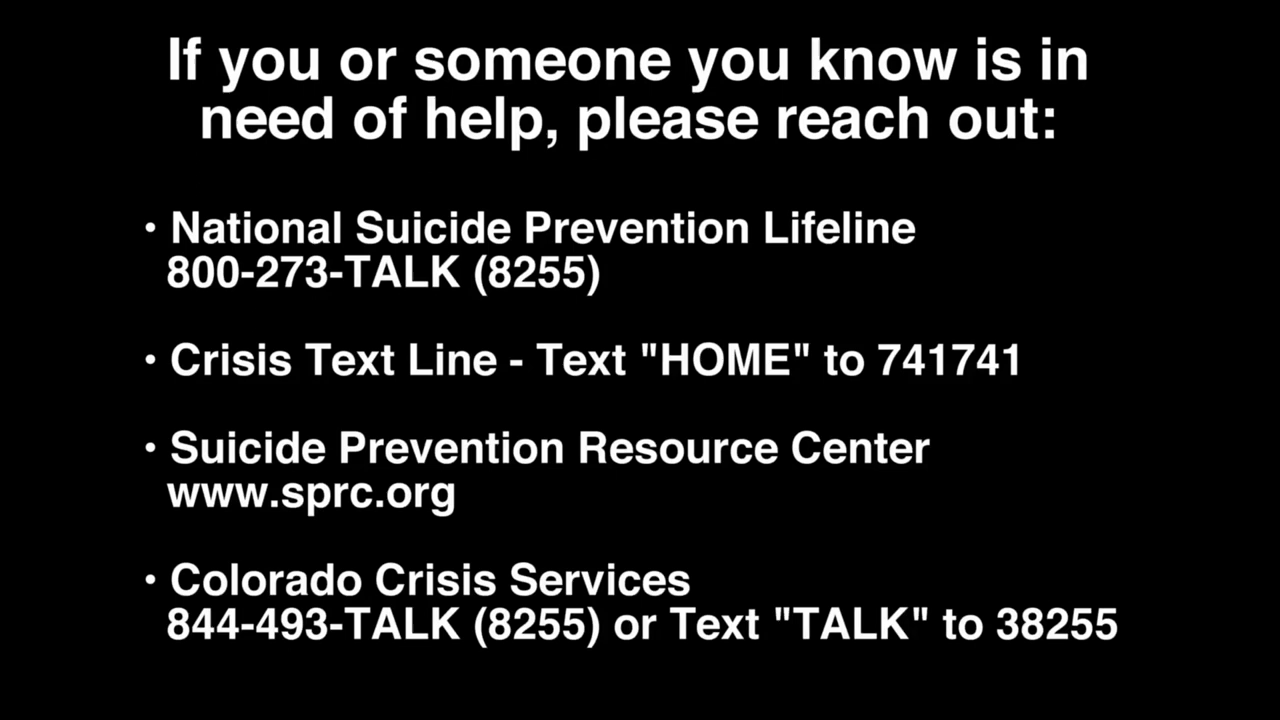 If you or someone you know is in
need of help, please reach out:
• National Suicide Prevention Lifeline
800-273-TALK (8255)
• Crisis Text Line - Text "HOME" to 741741
• Suicide Prevention Resource Center
www.sprc.org
• Colorado Crisis Services
844-493-TALK (8255) or Text "TALK" to 38255